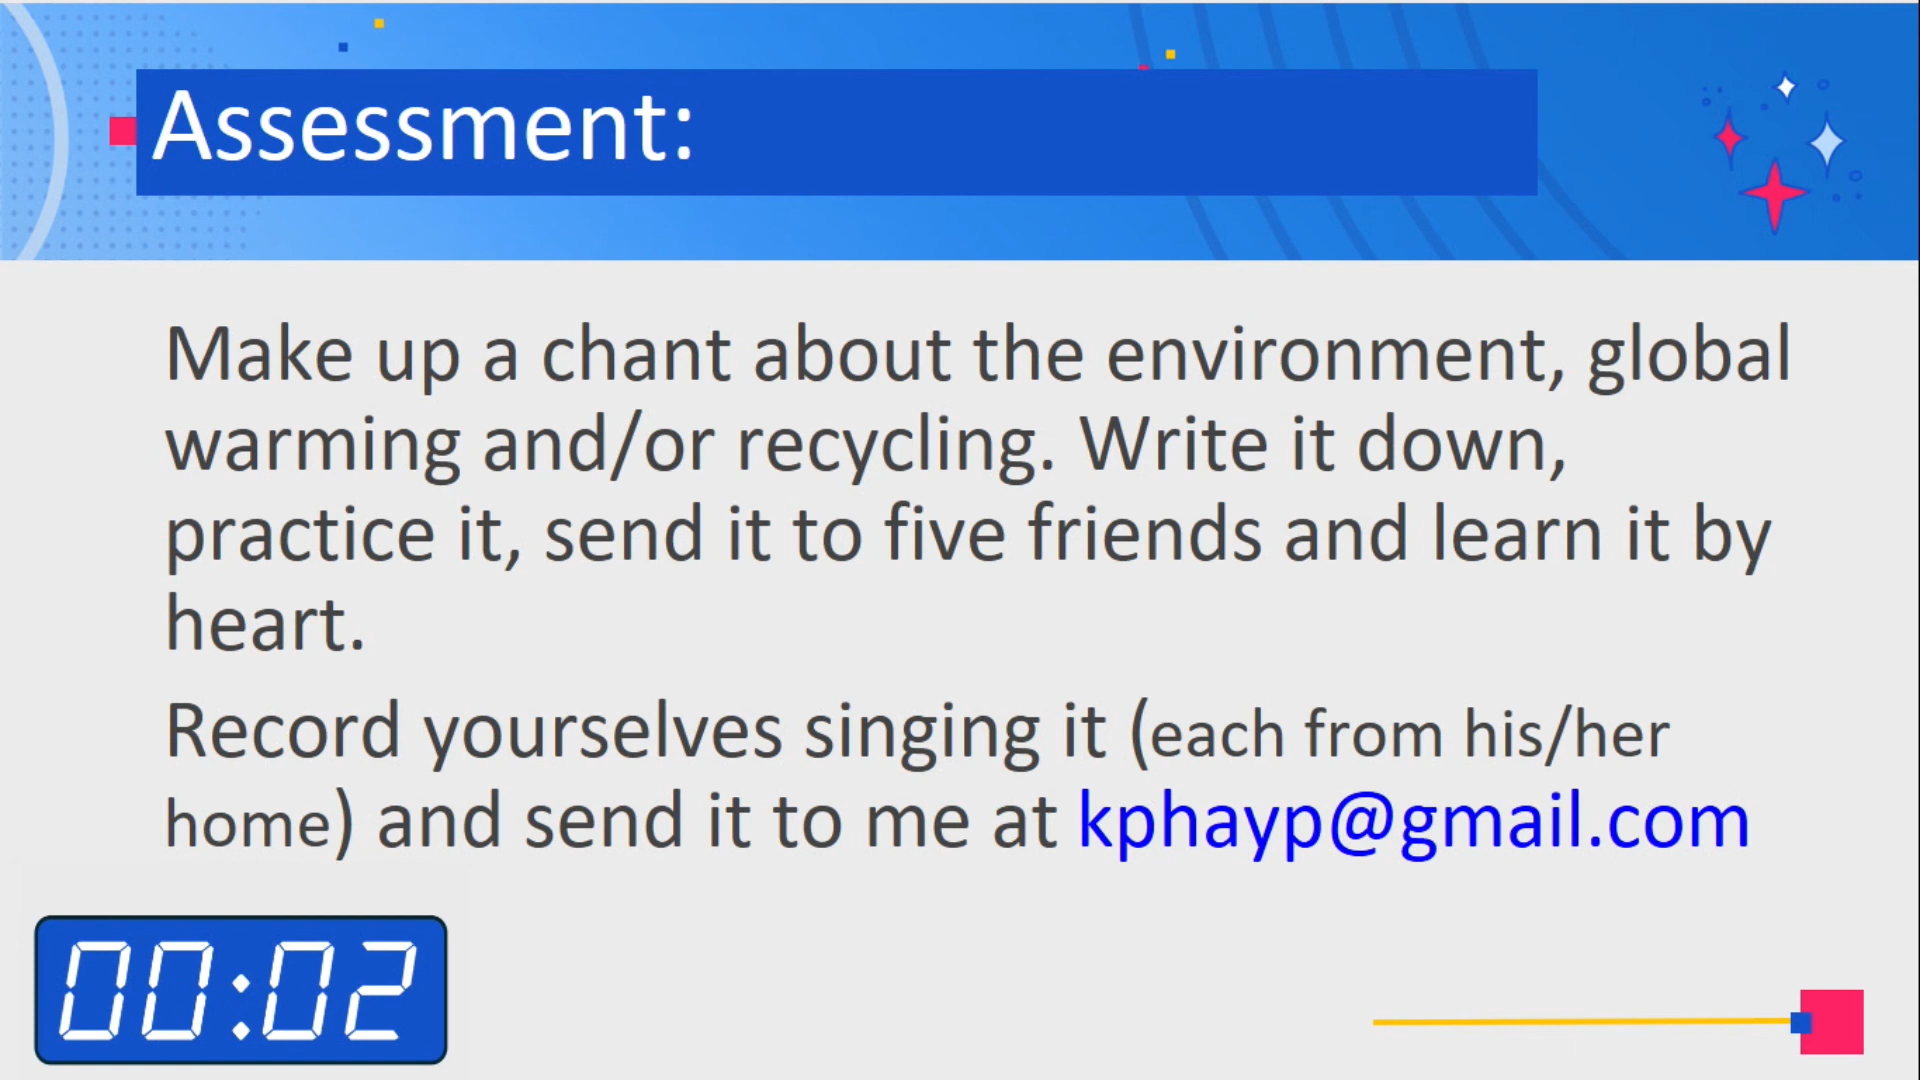 Assessment:
Make up a chant about the environment, global
warming and/or recycling. Write it down,
practice it, send it to five friends and learn it by
heart.
Record yourselves singing it (each from his/her
home) and send it to me at kphayp@gmail.com
00:02